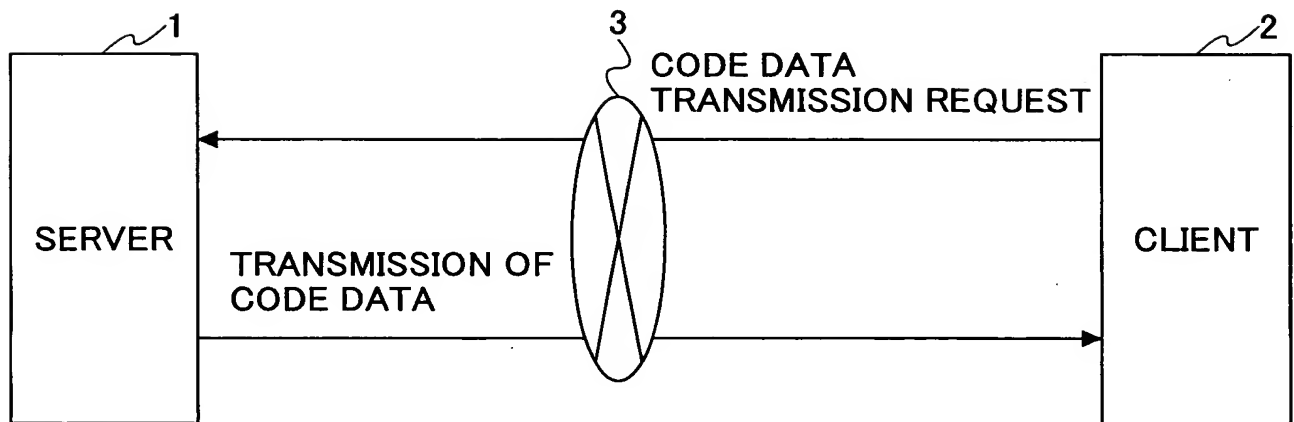 1
3
2
CODE DATA
TRANSMISSION REQUEST
SERVER
CLIENT
TRANSMISSION OF
CODE DATA